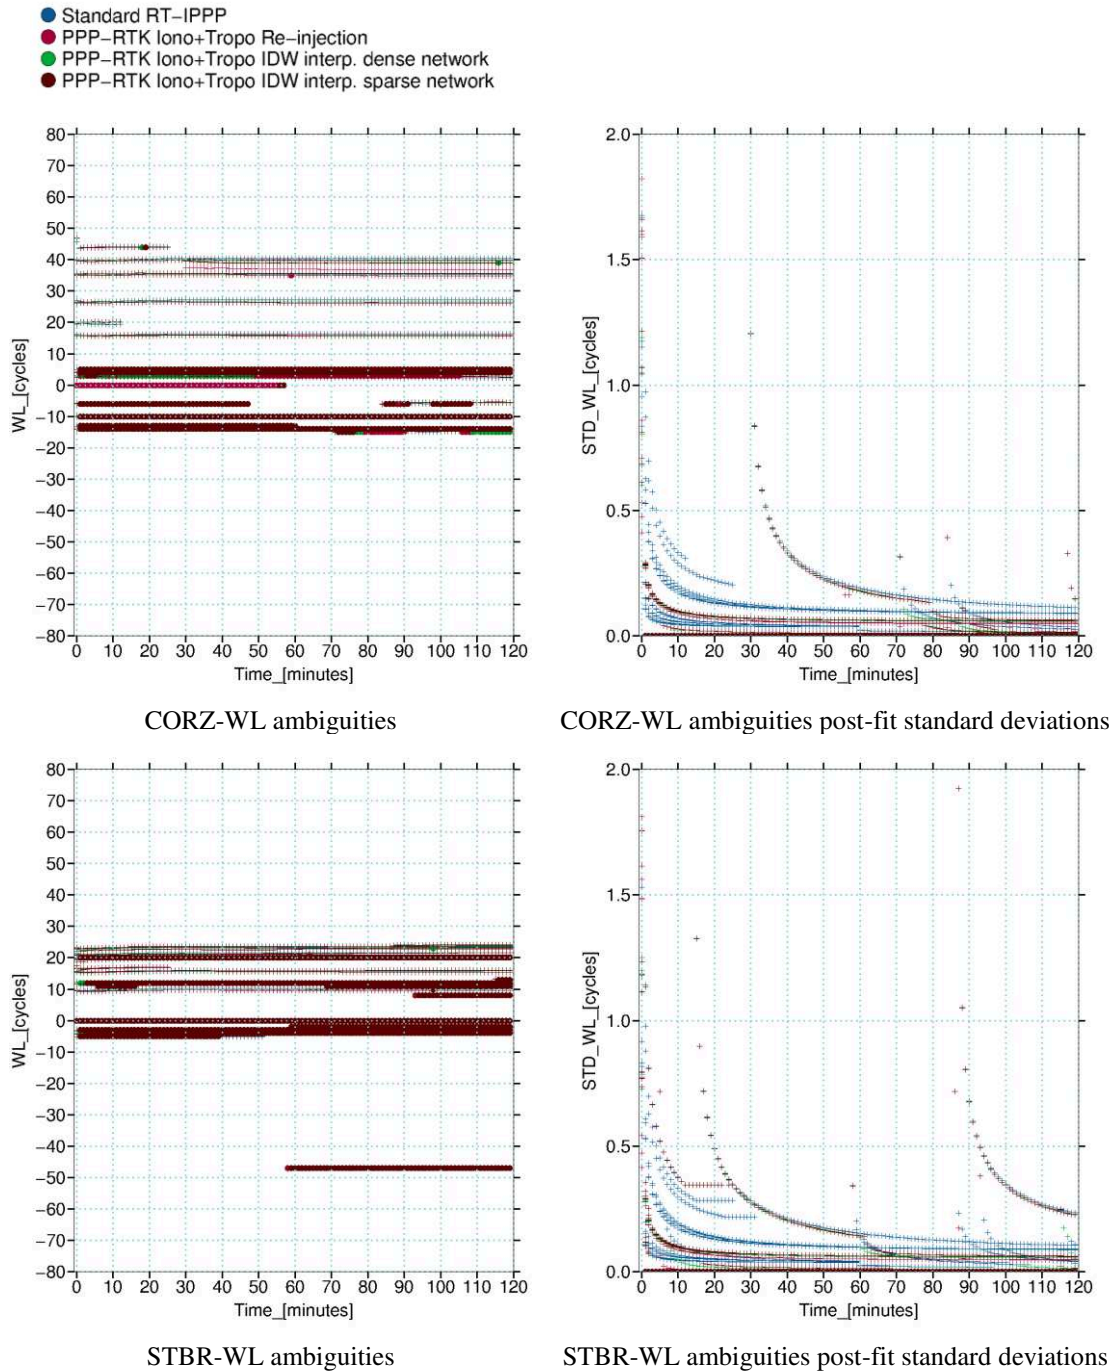 Standard RT−IPPP
PPP−RTK Iono+Tropo Re−injection
PPP−RTK Iono+Tropo IDW interp. dense network
PPP−RTK Iono+Tropo IDW interp. sparse network
80
70
60
50
40
30
20
10
0
−10
−20
−30
−40
−50
−60
−70
−80
WL_[cycles]
0 10 20 30 40 50 60 70 80 90 100 110 120
Time_[minutes]
CORZ-WL ambiguities
2.0
1.5
1.0
0.5
0.0
STD_WL_[cycles]
0 10 20 30 40 50 60 70 80 90 100 110 120
Time_[minutes]
CORZ-WL ambiguities post-fit standard deviations
80
70
60
50
40
30
20
10
0
−10
−20
−30
−40
−50
−60
−70
−80
WL_[cycles]
0 10 20 30 40 50 60 70 80 90 100 110 120
Time_[minutes]
STBR-WL ambiguities
2.0
1.5
1.0
0.5
0.0
STD_WL_[cycles]
0 10 20 30 40 50 60 70 80 90 100 110 120
Time_[minutes]
STBR-WL ambiguities post-fit standard deviations